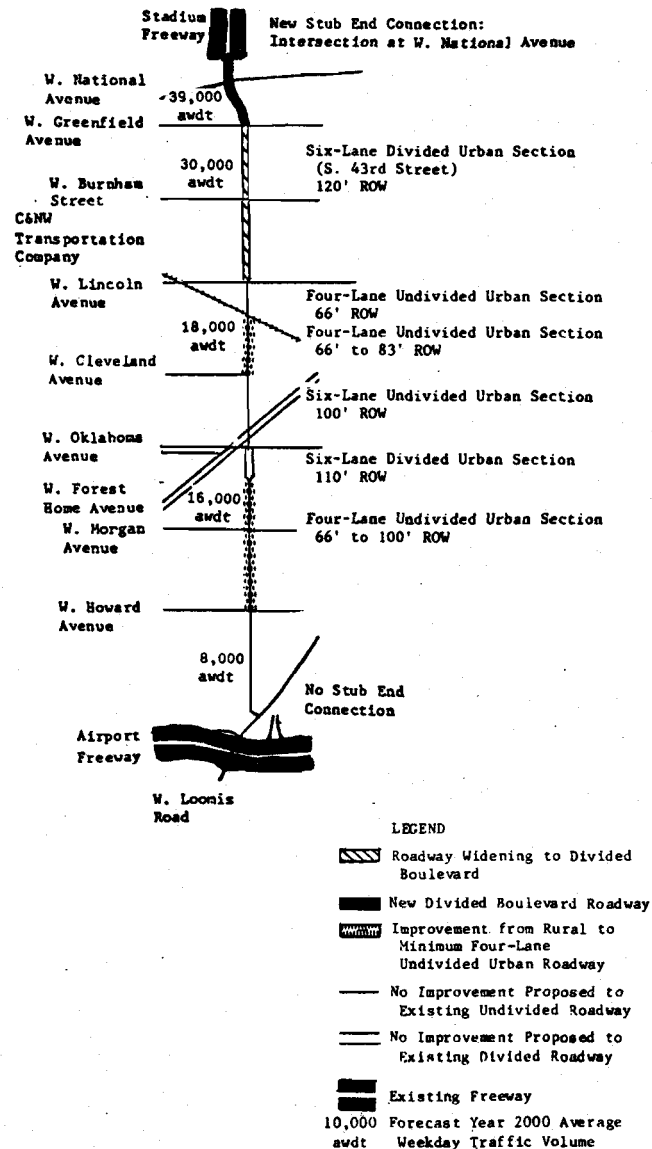 Stadium
Freeway
New Stub End Connection:
Intersection at W. National Avenue
W. National
Avenue
39,000
awdt
W. Greenfield
Avenue
30,000
awdt
Six-Lane Divided Urban Section
(S. 43rd Street)
120' ROW
W. Burnham
Street
C&NW
Transportation
Company
W. Lincoln
Avenue
Four-Lane Undivided Urban Section
66' ROW
18,000
awdt
Four-Lane Undivided Urban Section
66' to 83' ROW
W. Cleveland
Avenue
Six-Lane Undivided Urban Section
100' ROW
W. Oklahoma
Avenue
Six-Lane Divided Urban Section
110' ROW
W. Forest
Home Avenue
16,000
awdt
W. Morgan
Avenue
Four-Lane Undivided Urban Section
66' to 100' ROW
W. Howard
Avenue
8,000
awdt
No Stub End
Connection
Airport
Freeway
W. Loomis
Road
LEGEND
Roadway Widening to Divided
Boulevard
New Divided Boulevard Roadway
Improvement from Rural to
Minimum Four-Lane
Undivided Urban Roadway
No Improvement Proposed to
Existing Undivided Roadway
No Improvement Proposed to
Existing Divided Roadway
Existing Freeway
10,000 Forecast Year 2000 Average
awdt Weekday Traffic Volume